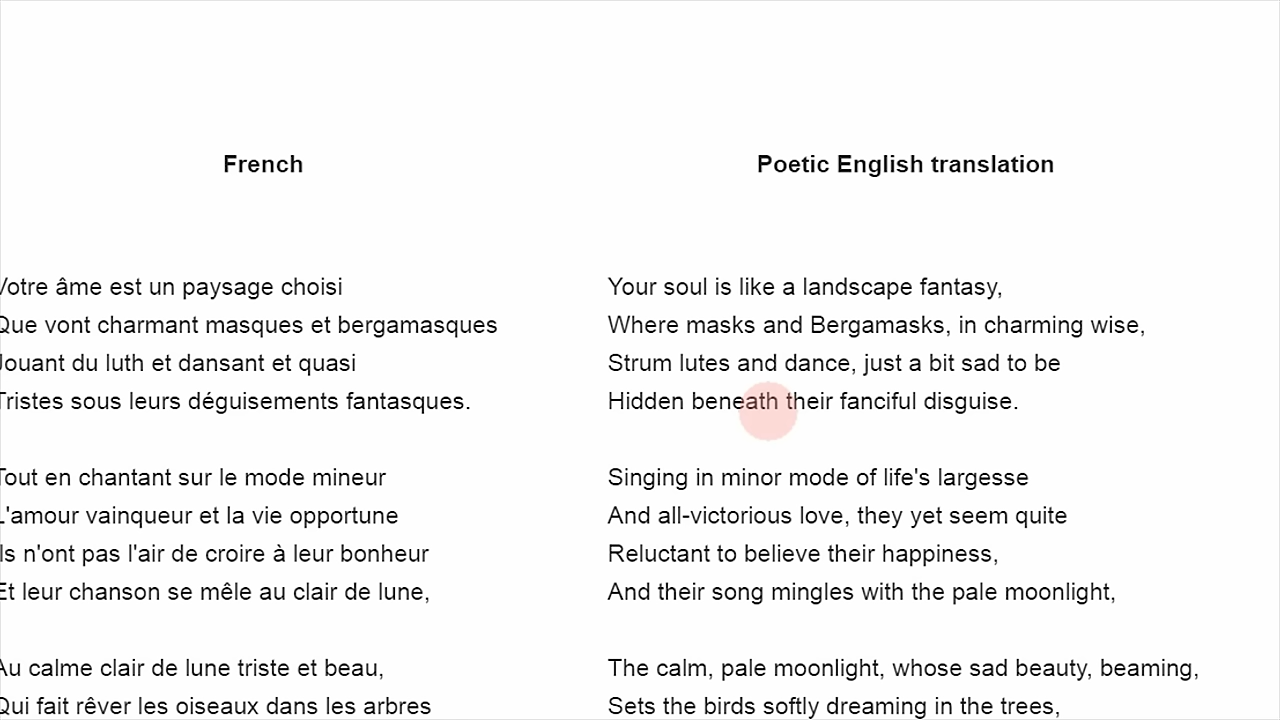 French
Poetic English translation
Votre âme est un paysage choisi
Que vont charmant masques et bergamasques
Jouant du luth et dansant et quasi
Tristes sous leurs déguisements fantasques.
Tout en chantant sur le mode mineur
L'amour vainqueur et la vie opportune
Ils n'ont pas l'air de croire à leur bonheur
Et leur chanson se mêle au clair de lune,
Au calme clair de lune triste et beau,
Qui fait rêver les oiseaux dans les arbres
Your soul is like a landscape fantasy,
Where masks and Bergamasks, in charming wise,
Strum lutes and dance, just a bit sad to be
Hidden beneath their fanciful disguise.
Singing in minor mode of life's largesse
And all-victorious love, they yet seem quite
Reluctant to believe their happiness,
And their song mingles with the pale moonlight,
The calm, pale moonlight, whose sad beauty, beaming,
Sets the birds softly dreaming in the trees,